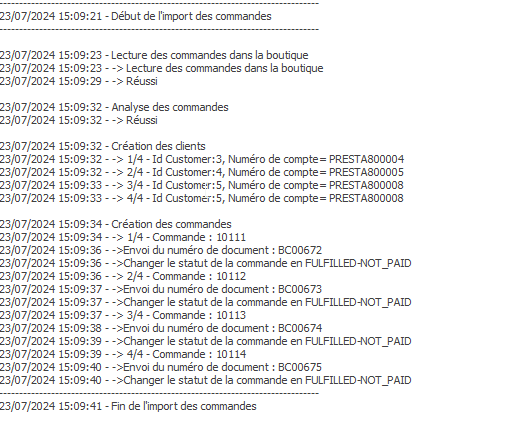 23/07/2024 15:09:21 - Début de l'import des commandes
23/07/2024 15:09:23 - Lecture des commandes dans la boutique
23/07/2024 15:09:23 - --> Lecture des commandes dans la boutique
23/07/2024 15:09:29 - --> Réussi
23/07/2024 15:09:32 - Analyse des commandes
23/07/2024 15:09:32 - --> Réussi
23/07/2024 15:09:32 - Création des clients
23/07/2024 15:09:32 - --> 1/4 - Id Customer:3, Numéro de compte= PRESTA800004
23/07/2024 15:09:32 - --> 2/4 - Id Customer:4, Numéro de compte= PRESTA800005
23/07/2024 15:09:33 - --> 3/4 - Id Customer:5, Numéro de compte= PRESTA800008
23/07/2024 15:09:33 - --> 4/4 - Id Customer:5, Numéro de compte= PRESTA800008
23/07/2024 15:09:34 - Création des commandes
23/07/2024 15:09:34 - --> 1/4 - Commande : 10111
23/07/2024 15:09:36 - -->Envoi du numéro de document : BC00672
23/07/2024 15:09:36 - -->Changer le statut de la commande en FULFILLED-NOT_PAID
23/07/2024 15:09:36 - --> 2/4 - Commande : 10112
23/07/2024 15:09:37 - -->Envoi du numéro de document : BC00673
23/07/2024 15:09:37 - -->Changer le statut de la commande en FULFILLED-NOT_PAID
23/07/2024 15:09:37 - --> 3/4 - Commande : 10113
23/07/2024 15:09:38 - -->Envoi du numéro de document : BC00674
23/07/2024 15:09:39 - -->Changer le statut de la commande en FULFILLED-NOT_PAID
23/07/2024 15:09:39 - --> 4/4 - Commande : 10114
23/07/2024 15:09:40 - -->Envoi du numéro de document : BC00675
23/07/2024 15:09:40 - -->Changer le statut de la commande en FULFILLED-NOT_PAID
23/07/2024 15:09:41 - Fin de l'import des commandes